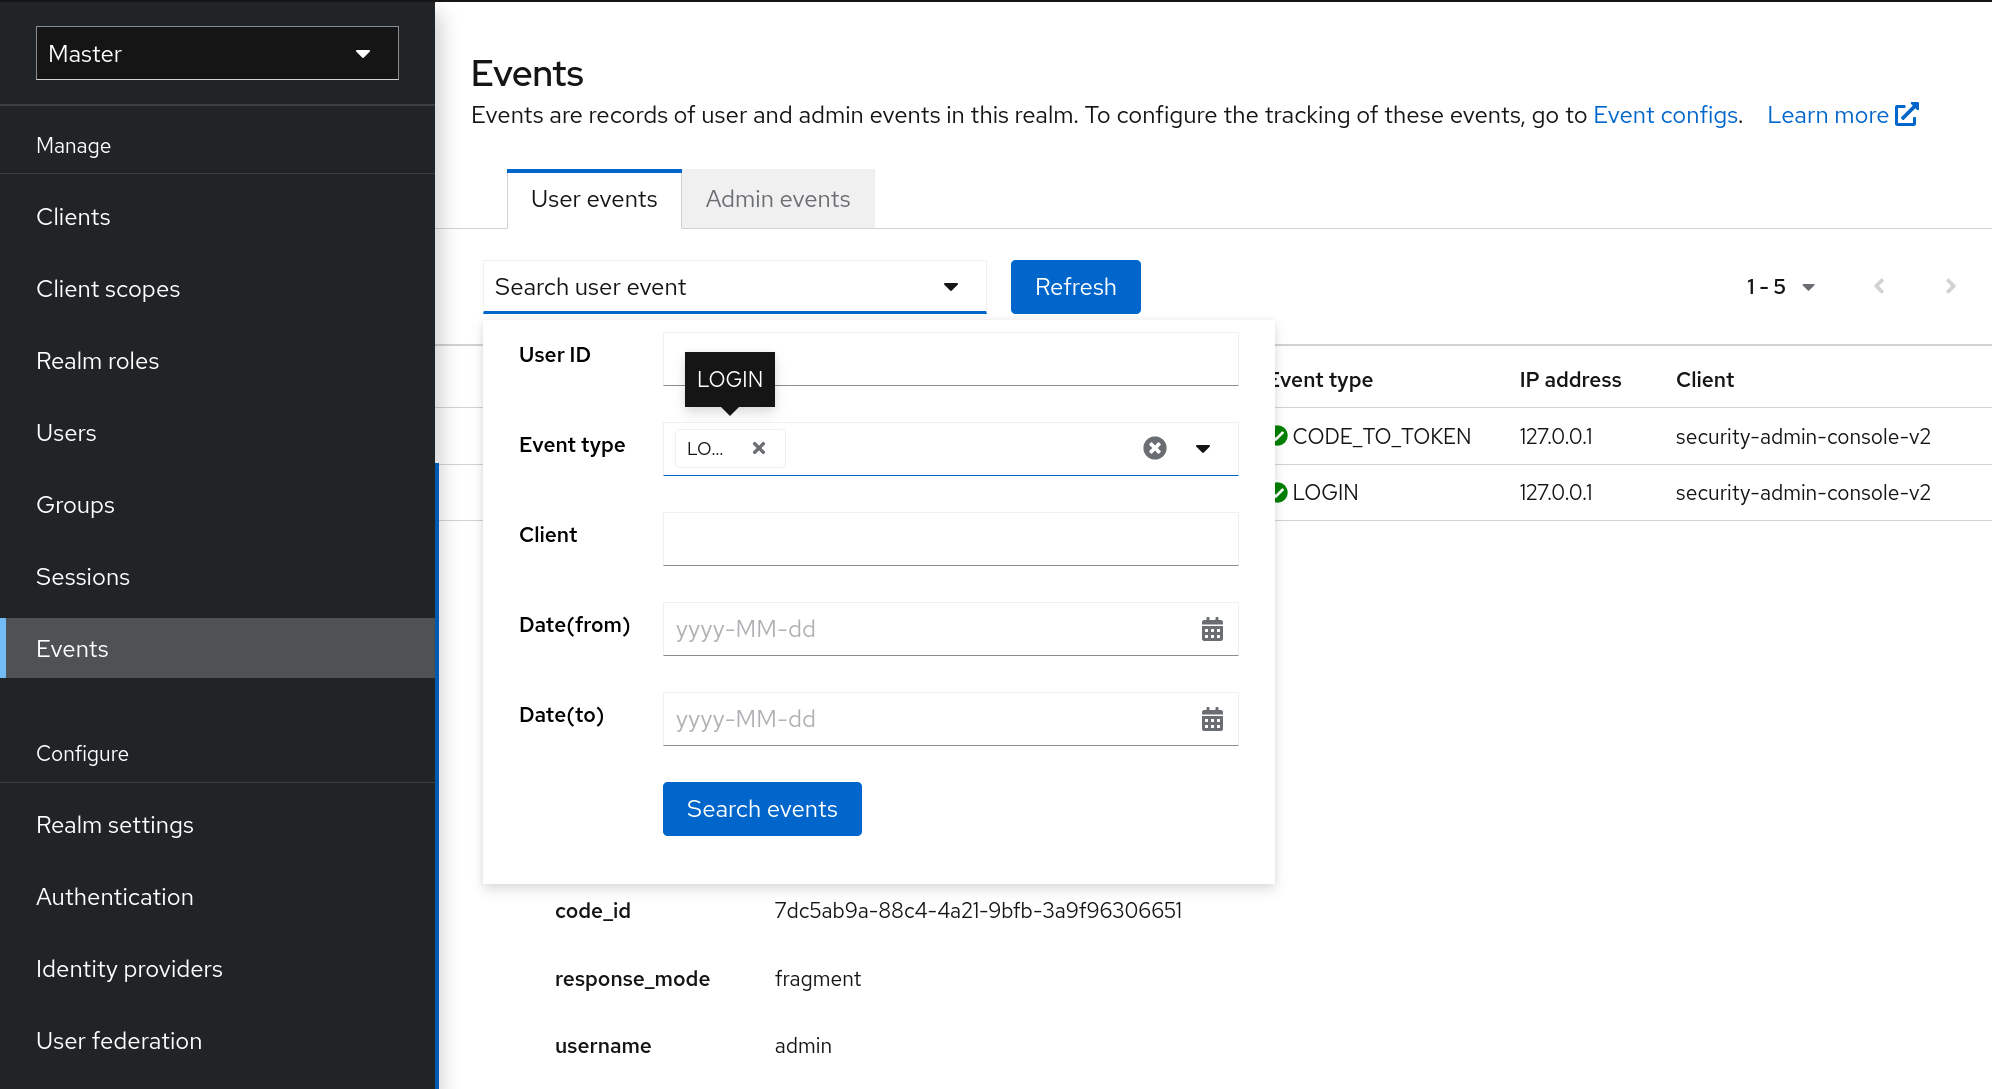 Master
Manage
Clients
Client scopes
Realm roles
Users
Groups
Sessions
Events
Configure
Realm settings
Authentication
Identity providers
User federation
Events
Events are records of user and admin events in this realm. To configure the tracking of these events, go to Event configs. Learn more
User events Admin events
Search user event Refresh 1 - 5
User ID
LOGIN
Event type LO...
Client
Date(from) yyyy-MM-dd
Date(to) yyyy-MM-dd
Search events
Event type IP address Client
CODE_TO_TOKEN 127.0.0.1 security-admin-console-v2
LOGIN 127.0.0.1 security-admin-console-v2
code_id 7dc5ab9a-88c4-4a21-9bfb-3a9f96306651
response_mode fragment
username admin